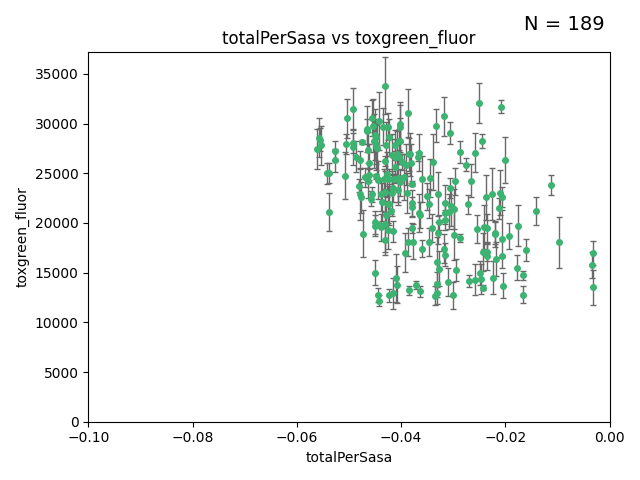 N = 189
totalPerSasa vs toxgreen_fluor
35000
30000
25000
20000
15000
10000
5000
0
toxgreen_fluor
−0.10 −0.08 −0.06 −0.04 −0.02 0.00
totalPerSasa